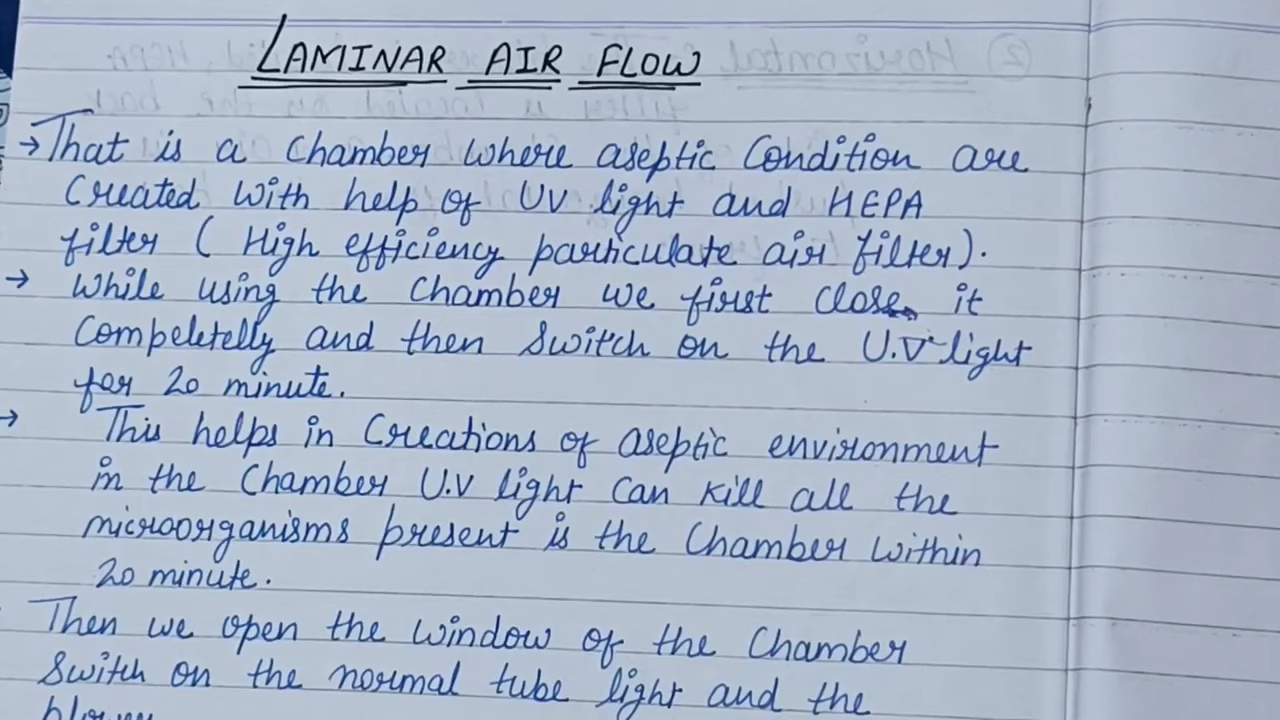 LAMINAR AIR FLOW
→ That is a chamber where aseptic condition are
created with help of UV light and HEPA
filter ( High efficiency particulate air filter).
→ While using the chamber we first close it
compeletelly and then switch on the U.V light
for 20 minute.
→ This helps in creations of aseptic environment
in the chamber U.V light can kill all the
microorganisms present is the chamber within
20 minute.
Then we open the window of the chamber
switch on the normal tube light and the